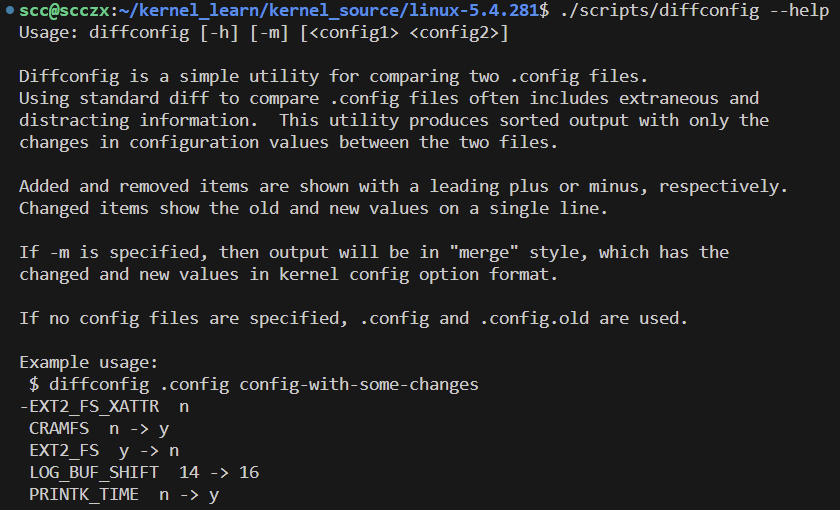 scc@scczx:~/kernel_learn/kernel_source/linux-5.4.281$ ./scripts/diffconfig --help
Usage: diffconfig [-h] [-m] [<config1> <config2>]
Diffconfig is a simple utility for comparing two .config files.
Using standard diff to compare .config files often includes extraneous and
distracting information.  This utility produces sorted output with only the
changes in configuration values between the two files.
Added and removed items are shown with a leading plus or minus, respectively.
Changed items show the old and new values on a single line.
If -m is specified, then output will be in "merge" style, which has the
changed and new values in kernel config option format.
If no config files are specified, .config and .config.old are used.
Example usage:
 $ diffconfig .config config-with-some-changes
-EXT2_FS_XATTR  n
 CRAMFS  n -> y
 EXT2_FS  y -> n
 LOG_BUF_SHIFT  14 -> 16
 PRINTK_TIME  n -> y